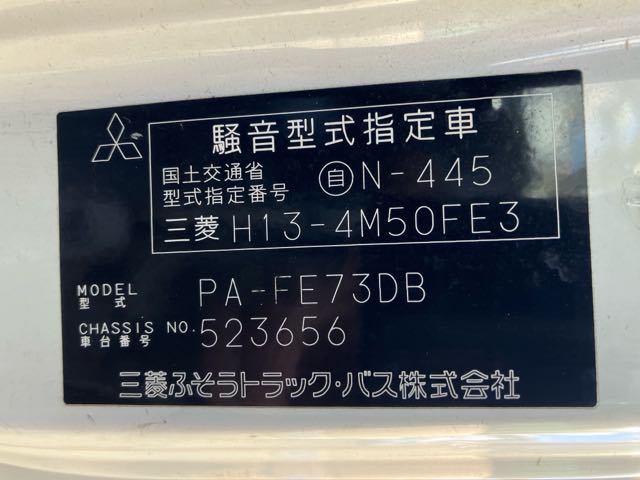 騒音型式指定車
国土交通省
型式指定番号 自N-445
三菱 H13-4M50FE3
MODEL
型式 PA-FE73DB
CHASSIS NO.
車台番号 523656
三菱ふそうトラック・バス株式会社